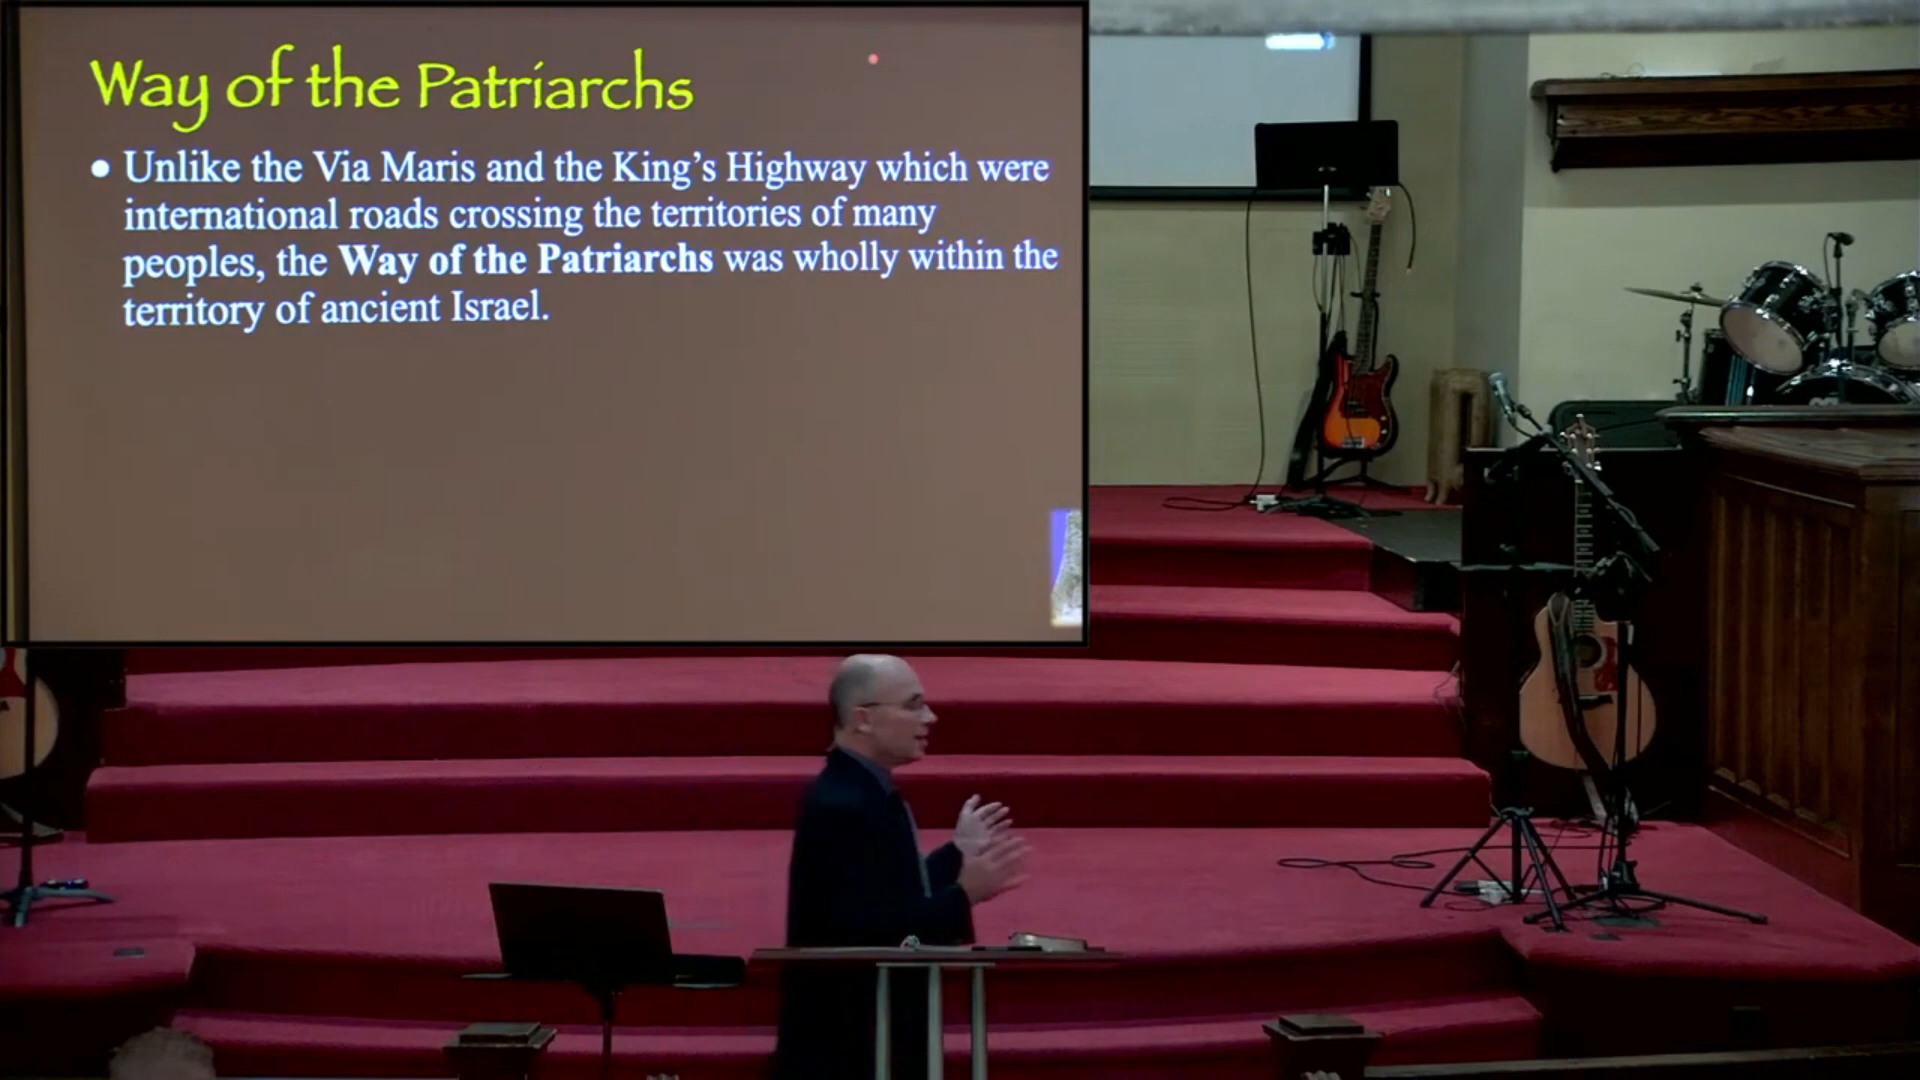 Way of the Patriarchs
• Unlike the Via Maris and the King's Highway which were
international roads crossing the territories of many
peoples, the Way of the Patriarchs was wholly within the
territory of ancient Israel.